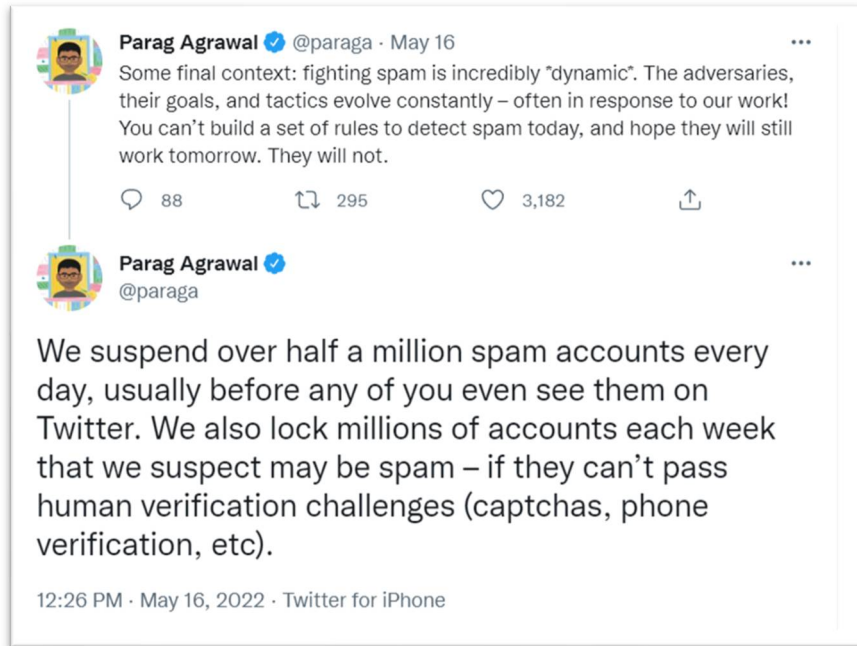 Parag Agrawal @paraga · May 16
Some final context: fighting spam is incredibly "dynamic". The adversaries,
their goals, and tactics evolve constantly – often in response to our work!
You can't build a set of rules to detect spam today, and hope they will still
work tomorrow. They will not.
88 295 3,182
Parag Agrawal
@paraga
We suspend over half a million spam accounts every
day, usually before any of you even see them on
Twitter. We also lock millions of accounts each week
that we suspect may be spam – if they can't pass
human verification challenges (captchas, phone
verification, etc).
12:26 PM · May 16, 2022 · Twitter for iPhone